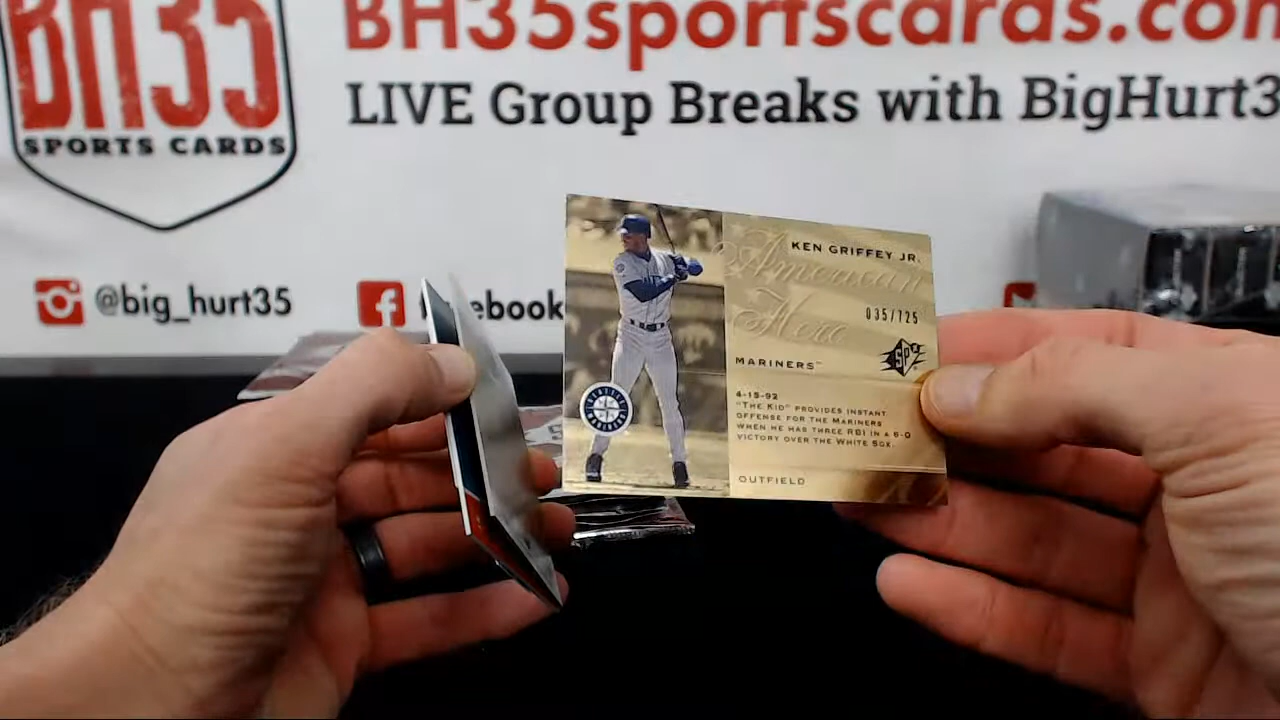 BH35
SPORTS CARDS
BH35sportscards.com
LIVE Group Breaks with BigHurt3
@big_hurt35
facebook
KEN GRIFFEY JR.
American
Hero
035/725
SPx
MARINERS™
4-15-92
"THE KID" PROVIDES INSTANT
OFFENSE FOR THE MARINERS
WHEN HE HAS THREE RBI IN A 6-0
VICTORY OVER THE WHITE SOX.
OUTFIELD